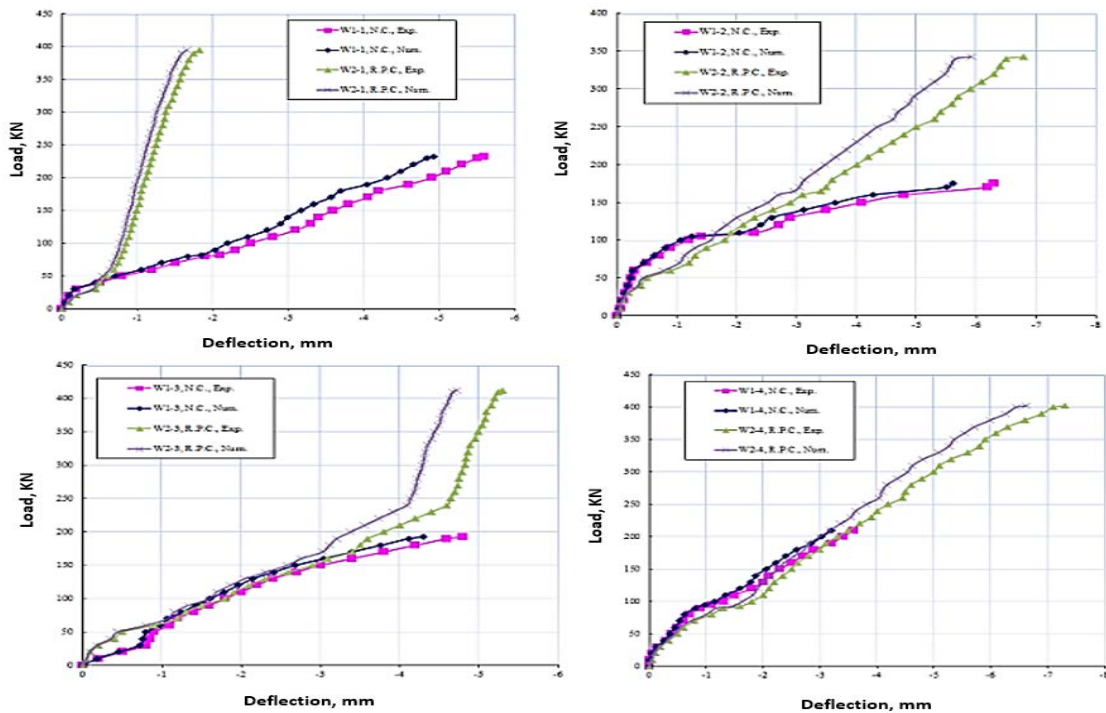 450
400
350
300
250
200
150
100
50
0
Load, KN
W1-1, N.C., Exp.
W1-1, N.C., Num.
W2-1, R.P.C., Exp.
W2-1, R.P.C., Num.
0 -1 -2 -3 -4 -5 -6
Deflection, mm
400
350
300
250
200
150
100
50
0
Load, KN
W1-2, N.C., Exp.
W1-2, N.C., Num.
W2-2, R.P.C., Exp.
W2-2, R.P.C., Num.
0 -1 -2 -3 -4 -5 -6 -7 -8
Deflection, mm
450
400
350
300
250
200
150
100
50
0
Load, KN
W1-3, N.C., Exp.
W1-3, N.C., Num.
W2-3, R.P.C., Exp.
W2-3, R.P.C., Num.
0 -1 -2 -3 -4 -5 -6
Deflection, mm
450
400
350
300
250
200
150
100
50
0
Load, KN
W1-4, N.C., Exp.
W1-4, N.C., Num.
W2-4, R.P.C., Exp.
W2-4, R.P.C., Num.
0 -1 -2 -3 -4 -5 -6 -7 -8
Deflection, mm